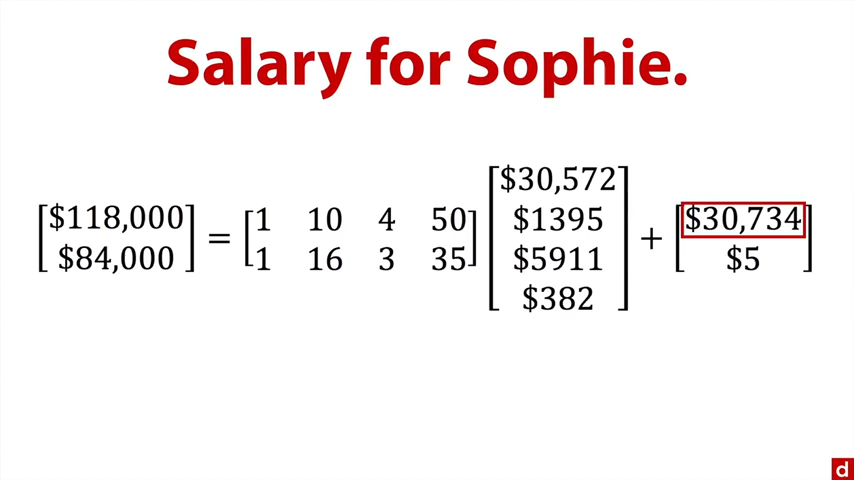 Salary for Sophie.
[$118,000 $84,000] = [1 10 4 50 1 16 3 35] [$30,572 $1395 $5911 $382] + [$30,734 $5]
d